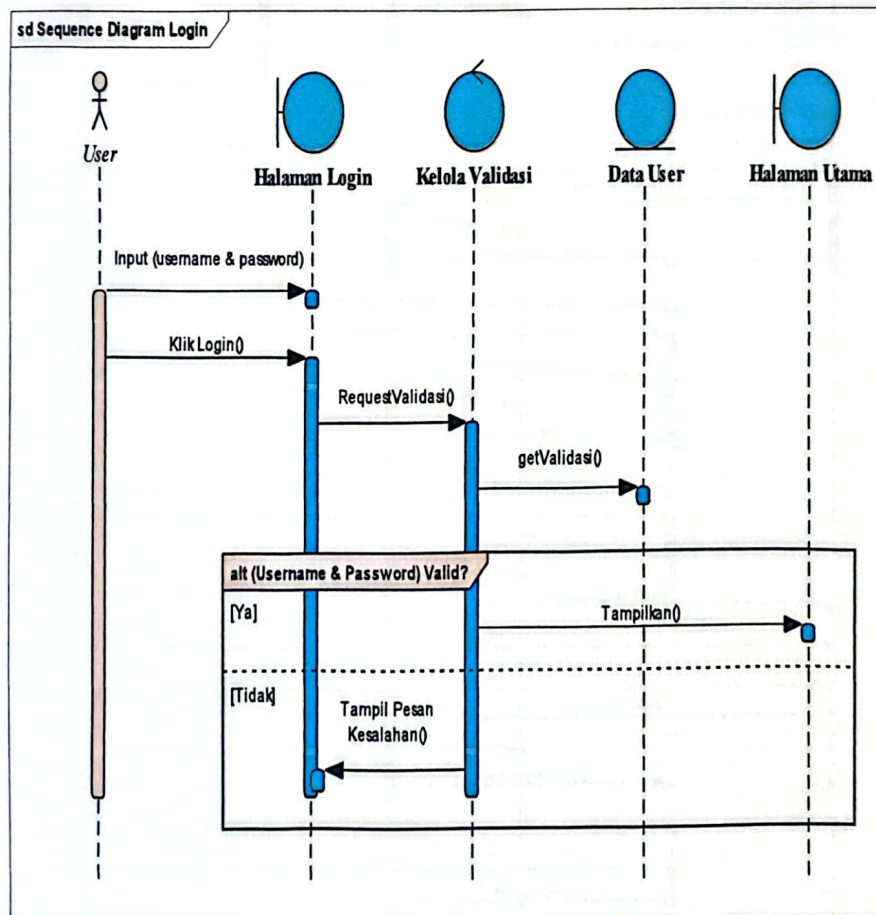 sd Sequence Diagram Login
User
Halaman Login
Kelola Validasi
Data User
Halaman Utama
Input (username & password)
Klik Login()
RequestValidasi()
getValidasi()
alt (Username & Password) Valid?
[Ya]
Tampilkan()
[Tidak]
Tampil Pesan
Kesalahan()